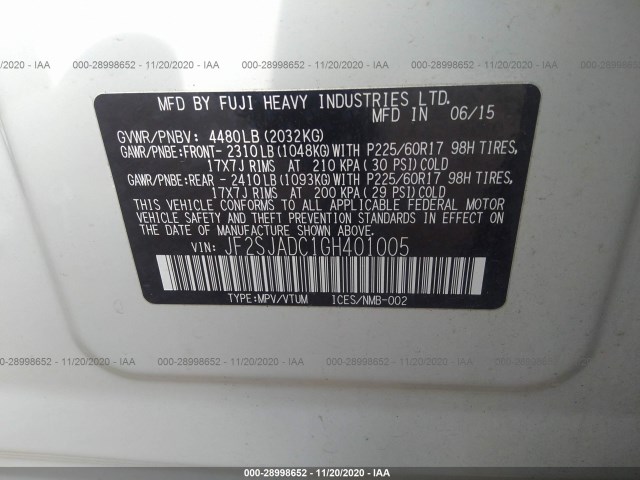 000-28998652 - 11/20/2020 - IAA
MFD BY FUJI HEAVY INDUSTRIES LTD.
MFD IN 06/15
GVWR/PNBV: 4480LB(2032KG)
GAWR/PNBE:FRONT- 2310LB(1048KG)WITH P225/60R17 98H TIRES,
17X7J RIMS AT 210 KPA(30 PSI)COLD
GAWR/PNBE:REAR - 2410LB(1093KG)WITH P225/60R17 98H TIRES,
17X7J RIMS AT 200 KPA(29 PSI)COLD
THIS VEHICLE CONFORMS TO ALL APPLICABLE FEDERAL MOTOR
VEHICLE SAFETY AND THEFT PREVENTION STANDARDS IN EFFECT ON
THE DATE OF MANUFACTURE SHOWN ABOVE.
VIN: JF2SJADC1GH401005
TYPE:MPV/VTUM ICES/NMB-002
000-28998652 - 11/20/2020 - IAA